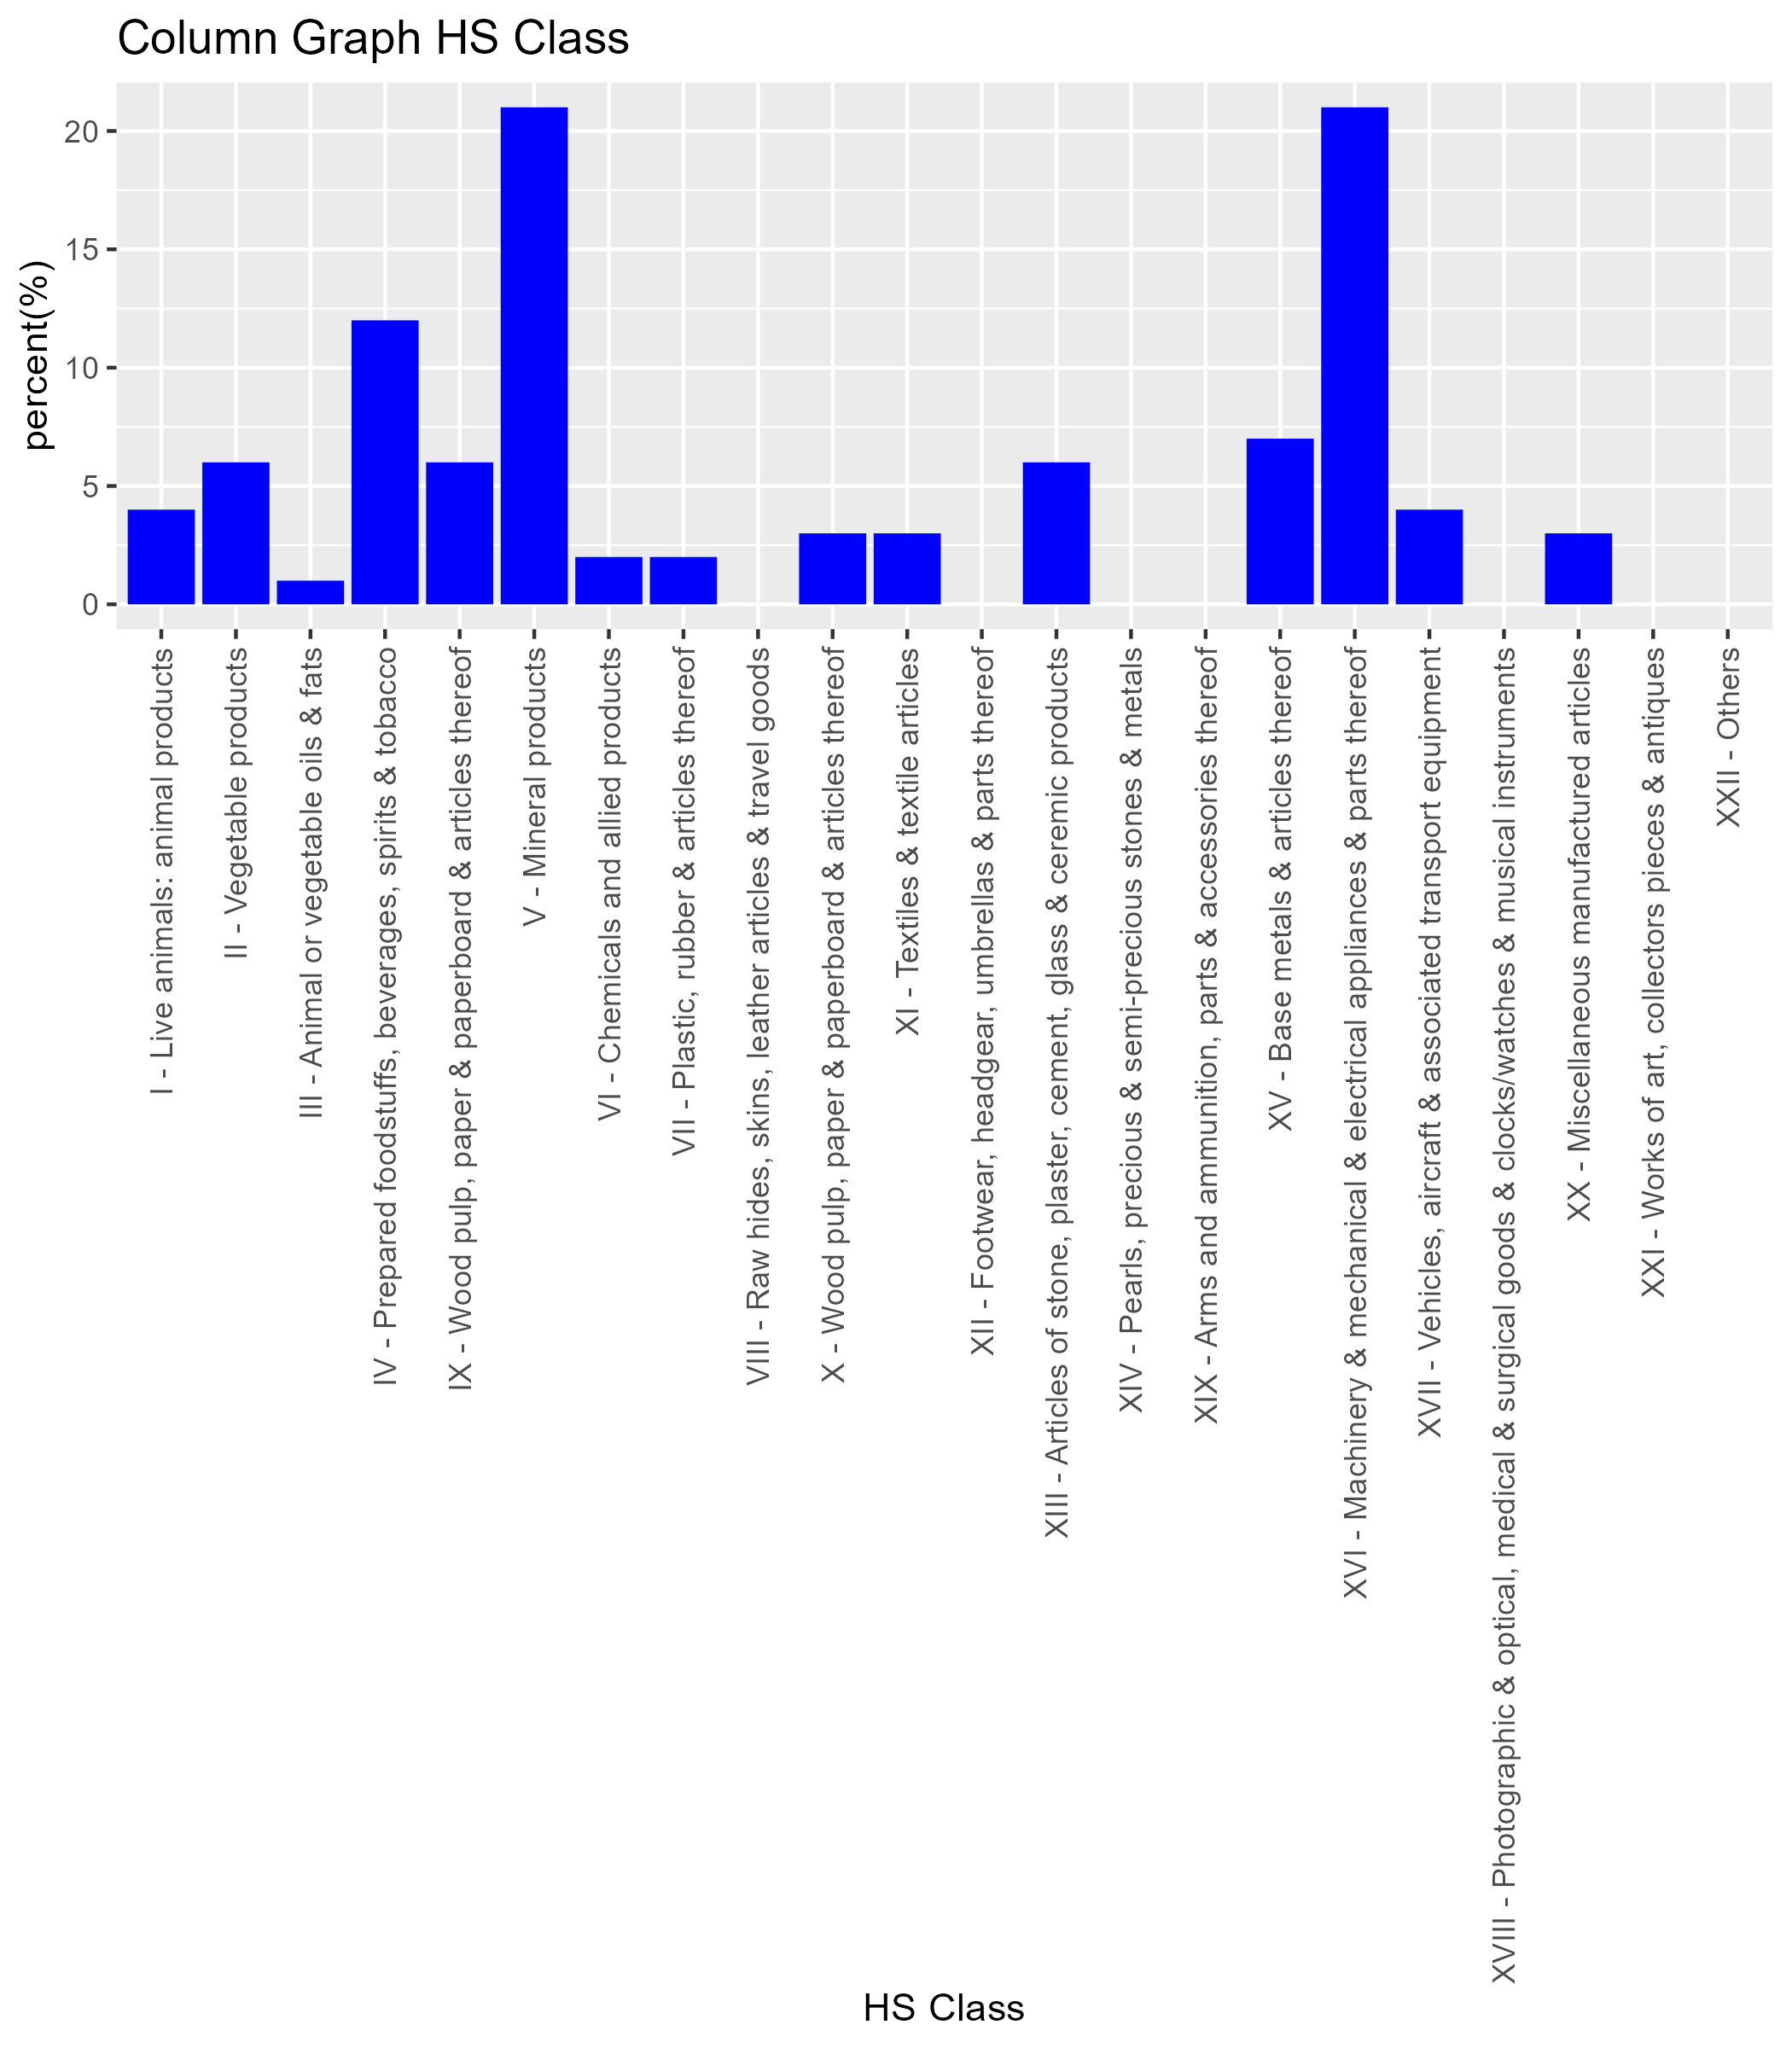 Column Graph HS Class
percent(%)
20
15
10
5
0
I - Live animals: animal products
II - Vegetable products
III - Animal or vegetable oils & fats
IV - Prepared foodstuffs, beverages, spirits & tobacco
IX - Wood pulp, paper & paperboard & articles thereof
V - Mineral products
VI - Chemicals and allied products
VII - Plastic, rubber & articles thereof
VIII - Raw hides, skins, leather articles & travel goods
X - Wood pulp, paper & paperboard & articles thereof
XI - Textiles & textile articles
XII - Footwear, headgear, umbrellas & parts thereof
XIII - Articles of stone, plaster, cement, glass & ceremic products
XIV - Pearls, precious & semi-precious stones & metals
XIX - Arms and ammunition, parts & accessories thereof
XV - Base metals & articles thereof
XVI - Machinery & mechanical & electrical appliances & parts thereof
XVII - Vehicles, aircraft & associated transport equipment
XVIII - Photographic & optical, medical & surgical goods & clocks/watches & musical instruments
XX - Miscellaneous manufactured articles
XXI - Works of art, collectors pieces & antiques
XXII - Others
HS Class